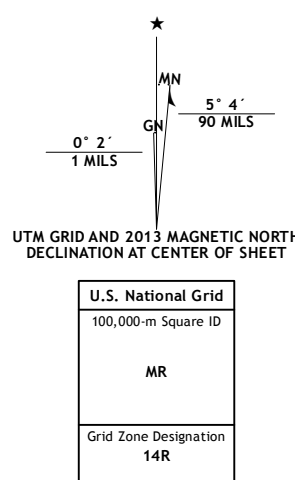 ★
MN
GN
5° 4´
90 MILS
0° 2´
1 MILS
UTM GRID AND 2013 MAGNETIC NORTH
DECLINATION AT CENTER OF SHEET
U.S. National Grid
100,000-m Square ID
MR
Grid Zone Designation
14R